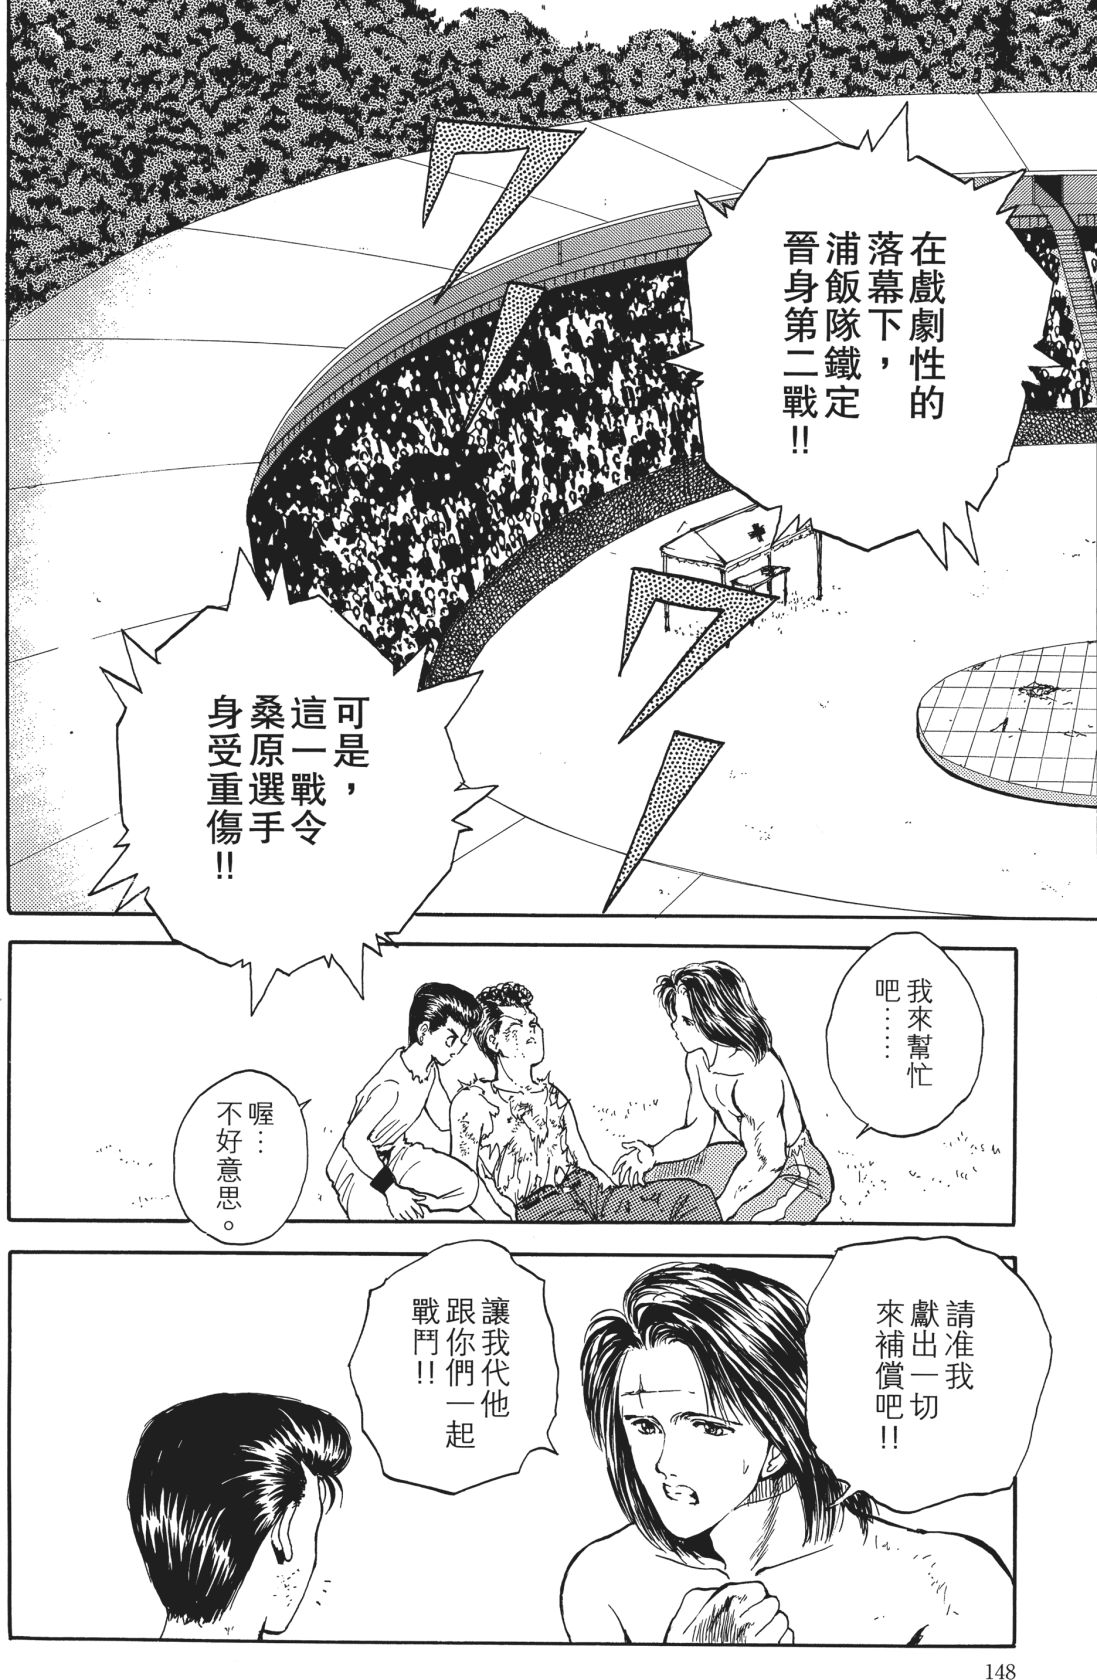 在戲劇性的
落幕下，
浦飯隊鐵定
晉身第二戰!!
可是，
這一戰令
桑原選手
身受重傷!!
我來幫忙
吧……
喔…
不好意思。
請准我
獻出一切
來補償吧!!
讓我代他
跟你們一起
戰鬥!!
148